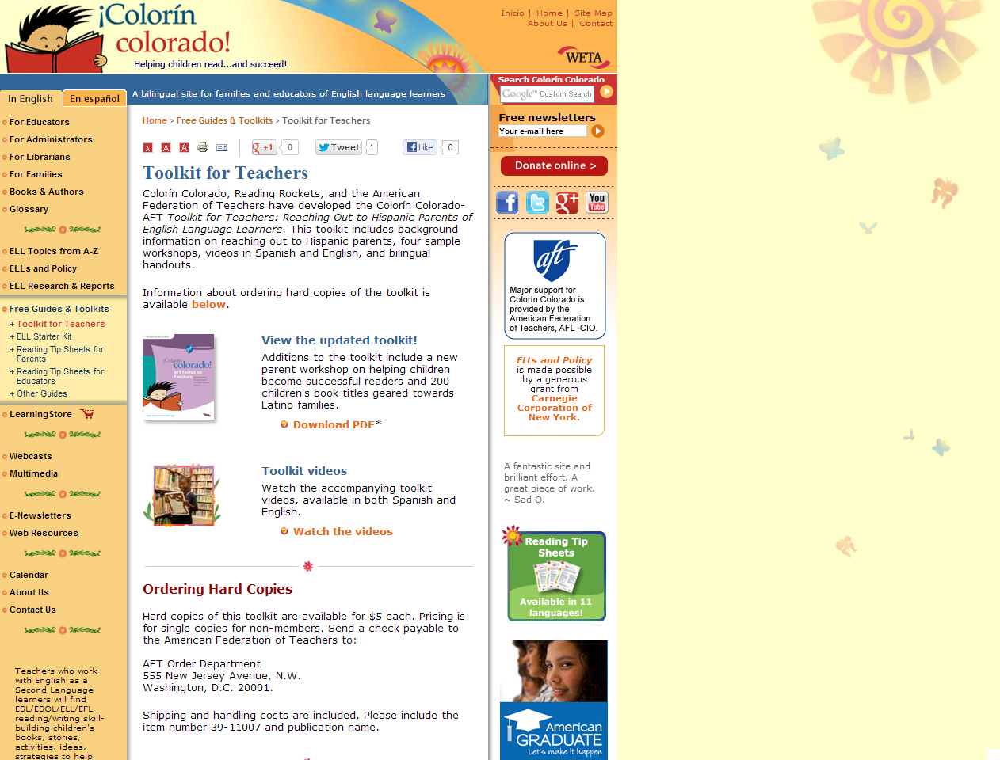 ¡Colorín
colorado!
Helping children read...and succeed!
Inicio | Home | Site Map
About Us | Contact
WETA
In English
En español
A bilingual site for families and educators of English language learners
Search Colorín Colorado
Google™ Custom Search
Free newsletters
Your e-mail here
Donate online >
For Educators
For Administrators
For Librarians
For Families
Books & Authors
Glossary
ELL Topics from A-Z
ELLs and Policy
ELL Research & Reports
Free Guides & Toolkits
+ Toolkit for Teachers
+ ELL Starter Kit
+ Reading Tip Sheets for
Parents
+ Reading Tip Sheets for
Educators
+ Other Guides
LearningStore
Webcasts
Multimedia
E-Newsletters
Web Resources
Calendar
About Us
Contact Us
Teachers who work
with English as a
Second Language
learners will find
ESL/ESOL/ELL/EFL
reading/writing skill-
building children's
books, stories,
activities, ideas,
strategies to help
Home > Free Guides & Toolkits > Toolkit for Teachers
A A A g +1 0 Tweet 1 f Like 0
Toolkit for Teachers
Colorín Colorado, Reading Rockets, and the American
Federation of Teachers have developed the Colorín Colorado-
AFT Toolkit for Teachers: Reaching Out to Hispanic Parents of
English Language Learners. This toolkit includes background
information on reaching out to Hispanic parents, four sample
workshops, videos in Spanish and English, and bilingual
handouts.
Information about ordering hard copies of the toolkit is
available below.
¡Colorín
colorado!
AFT Toolkit for
Teachers
View the updated toolkit!
Additions to the toolkit include a new
parent workshop on helping children
become successful readers and 200
children's book titles geared towards
Latino families.
Download PDF*
Toolkit videos
Watch the accompanying toolkit
videos, available in both Spanish and
English.
Watch the videos
Ordering Hard Copies
Hard copies of this toolkit are available for $5 each. Pricing is
for single copies for non-members. Send a check payable to
the American Federation of Teachers to:
AFT Order Department
555 New Jersey Avenue, N.W.
Washington, D.C. 20001.
Shipping and handling costs are included. Please include the
item number 39-11007 and publication name.
f t g+ You
Tube
aft
Major support for
Colorín Colorado is
provided by the
American Federation
of Teachers, AFL -CIO.
ELLs and Policy
is made possible
by a generous
grant from
Carnegie
Corporation of
New York.
A fantastic site and
brilliant effort. A
great piece of work.
~ Sad O.
Reading Tip
Sheets
Available in 11
languages!
American
GRADUATE
Let's make it happen